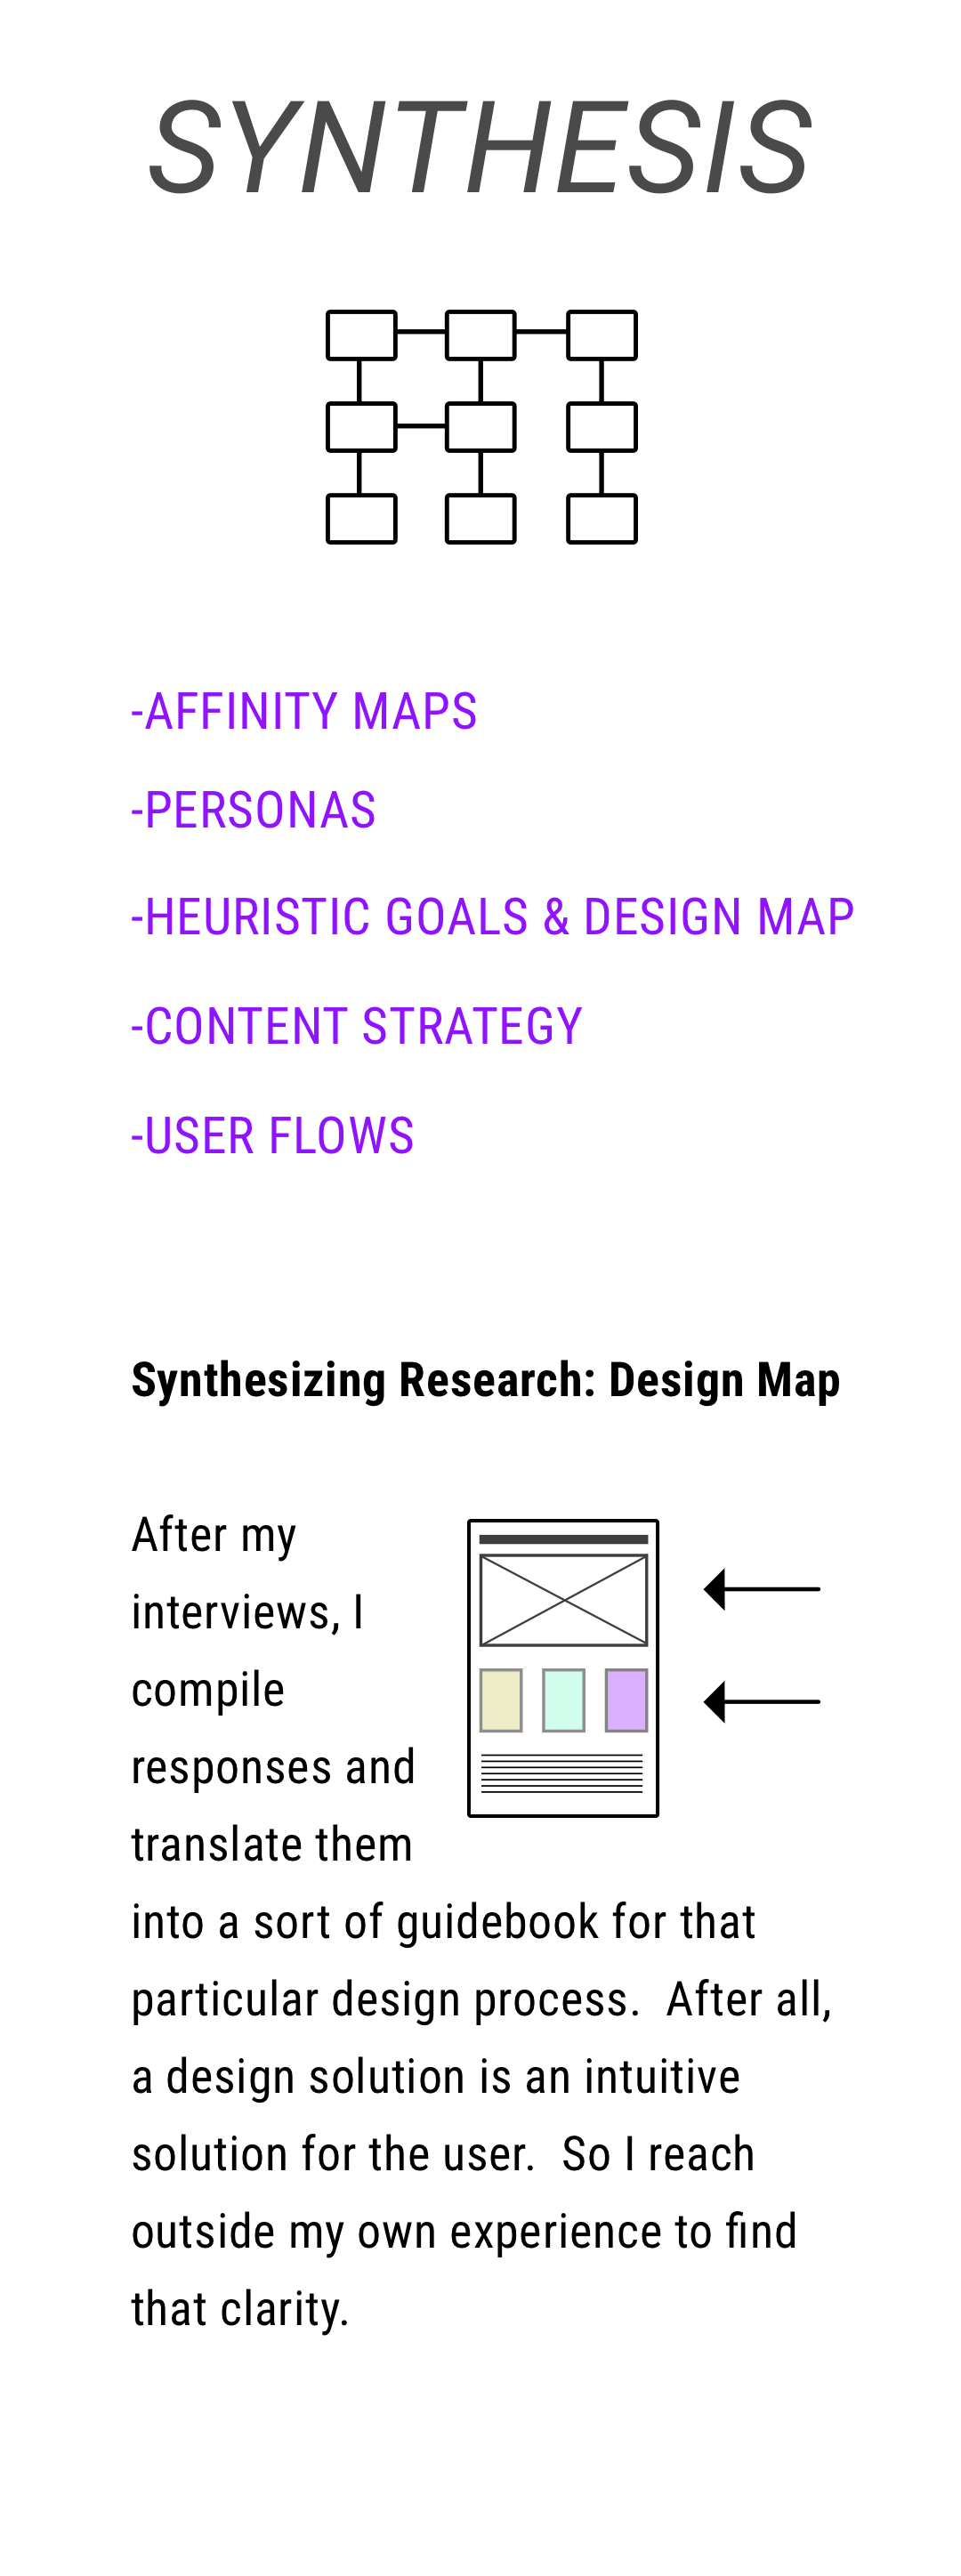 SYNTHESIS
-AFFINITY MAPS
-PERSONAS
-HEURISTIC GOALS & DESIGN MAP
-CONTENT STRATEGY
-USER FLOWS
Synthesizing Research: Design Map
After my
interviews, I
compile
responses and
translate them
into a sort of guidebook for that
particular design process.  After all,
a design solution is an intuitive
solution for the user.  So I reach
outside my own experience to find
that clarity.